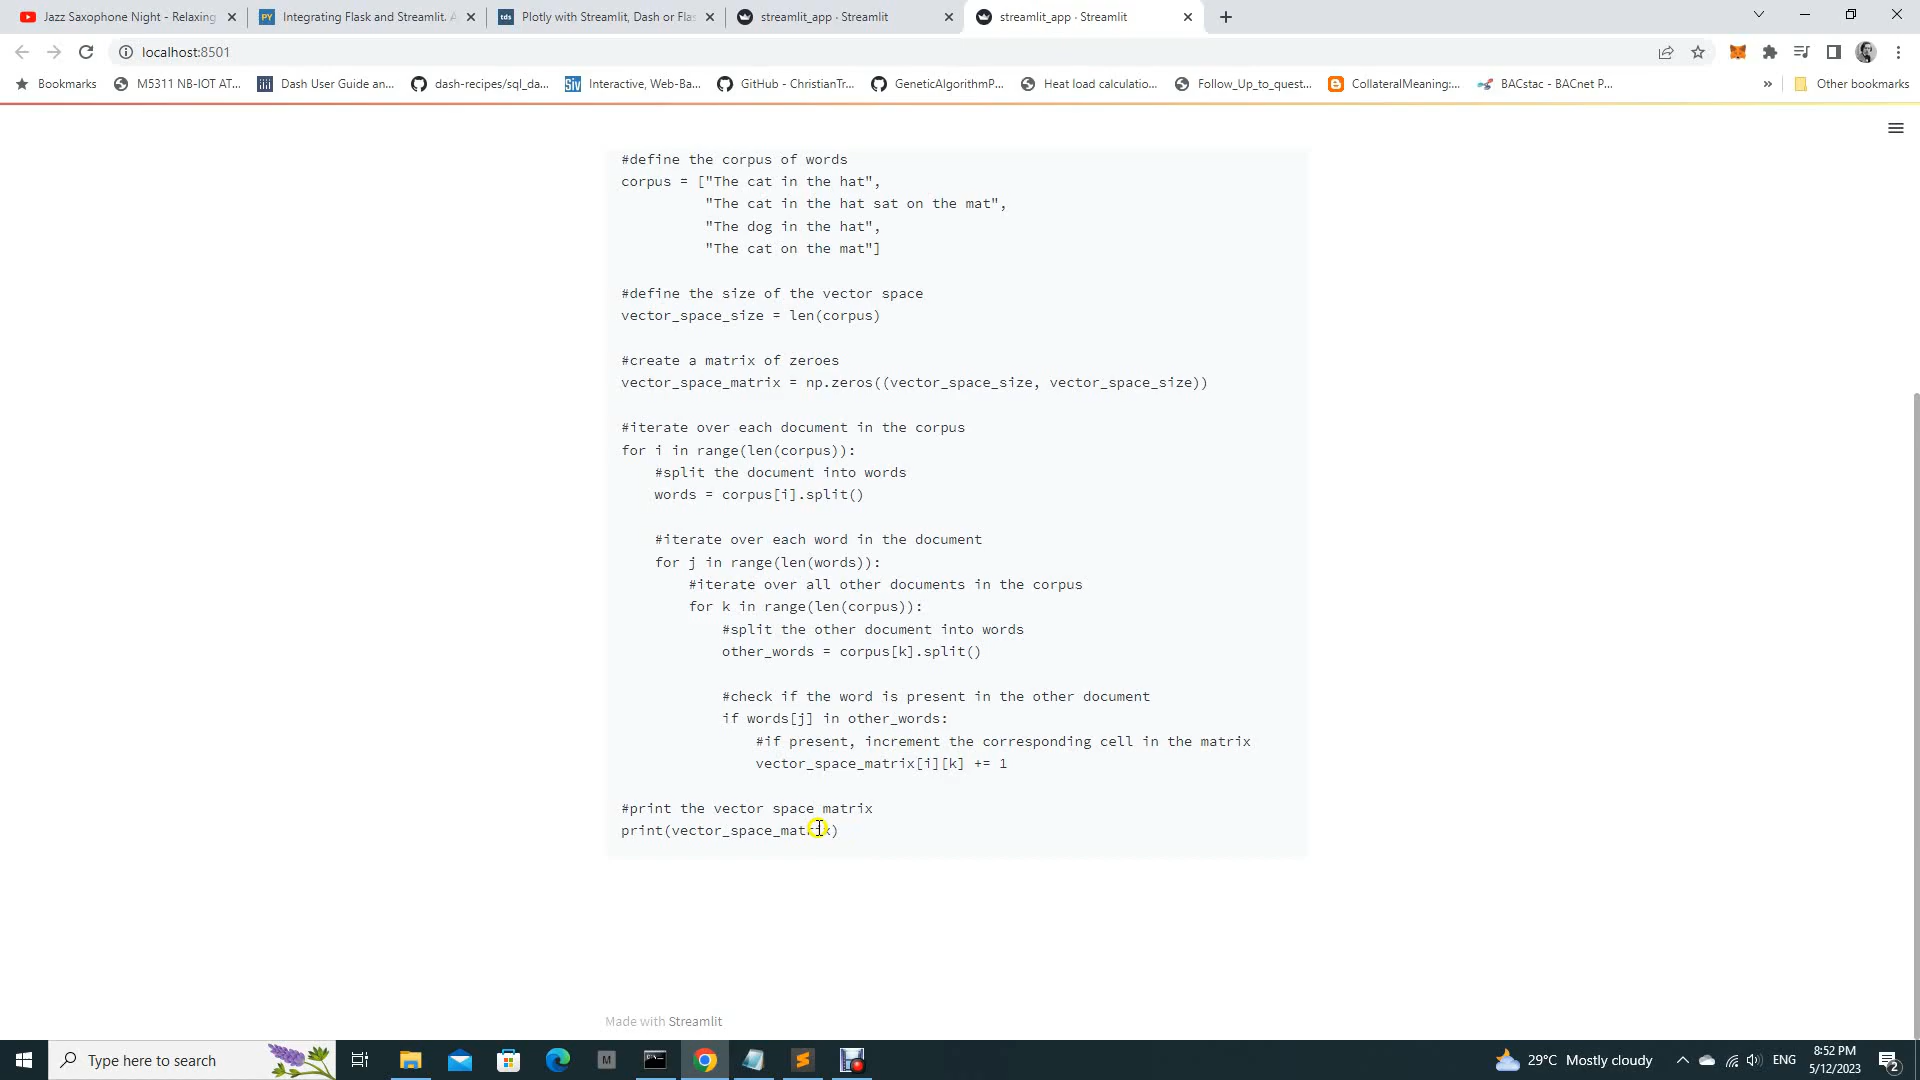 Jazz Saxophone Night - Relaxing
Integrating Flask and Streamlit. A
Plotly with Streamlit, Dash or Fla
streamlit_app · Streamlit
streamlit_app · Streamlit
localhost:8501
Bookmarks
M5311 NB-IOT AT...
Dash User Guide an...
dash-recipes/sql_da...
Interactive, Web-Ba...
GitHub - ChristianTr...
GeneticAlgorithmP...
Heat load calculatio...
Follow_Up_to_quest...
CollateralMeaning:...
BACstac - BACnet P...
»
Other bookmarks
#define the corpus of words
corpus = ["The cat in the hat",
"The cat in the hat sat on the mat",
"The dog in the hat",
"The cat on the mat"]
#define the size of the vector space
vector_space_size = len(corpus)
#create a matrix of zeroes
vector_space_matrix = np.zeros((vector_space_size, vector_space_size))
#iterate over each document in the corpus
for i in range(len(corpus)):
#split the document into words
words = corpus[i].split()
#iterate over each word in the document
for j in range(len(words)):
#iterate over all other documents in the corpus
for k in range(len(corpus)):
#split the other document into words
other_words = corpus[k].split()
#check if the word is present in the other document
if words[j] in other_words:
#if present, increment the corresponding cell in the matrix
vector_space_matrix[i][k] += 1
#print the vector space matrix
print(vector_space_matrix)
Made with Streamlit
Type here to search
29°C Mostly cloudy
ENG
8:52 PM
5/12/2023
2